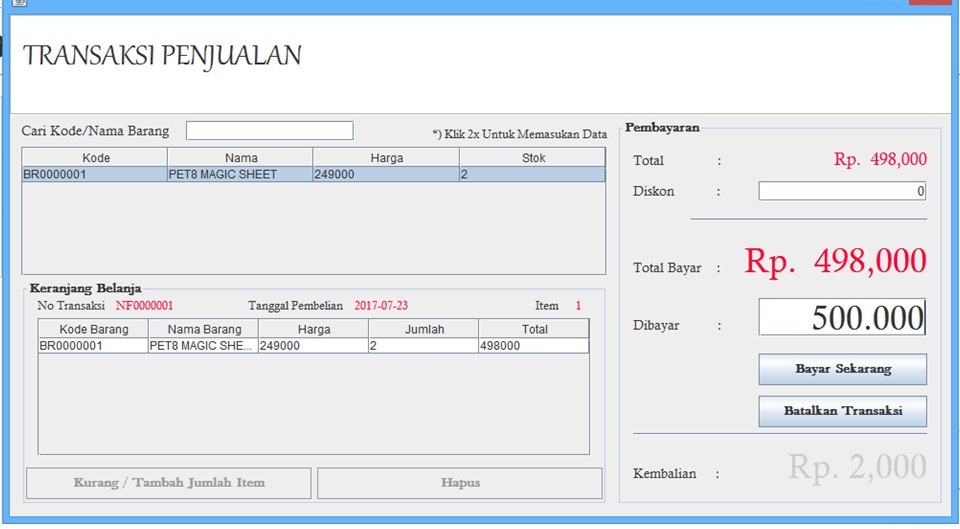 TRANSAKSI PENJUALAN
Cari Kode/Nama Barang
*) Klik 2x Untuk Memasukan Data
Kode Nama Harga Stok
BR0000001 PET8 MAGIC SHEET 249000 2
Keranjang Belanja
No Transaksi NF0000001 Tanggal Pembelian 2017-07-23 Item 1
Kode Barang Nama Barang Harga Jumlah Total
BR0000001 PET8 MAGIC SHE... 249000 2 498000
Kurang / Tambah Jumlah Item Hapus
Pembayaran
Total : Rp. 498,000
Diskon : 0
Total Bayar : Rp. 498,000
Dibayar : 500.000
Bayar Sekarang
Batalkan Transaksi
Kembalian : Rp. 2,000